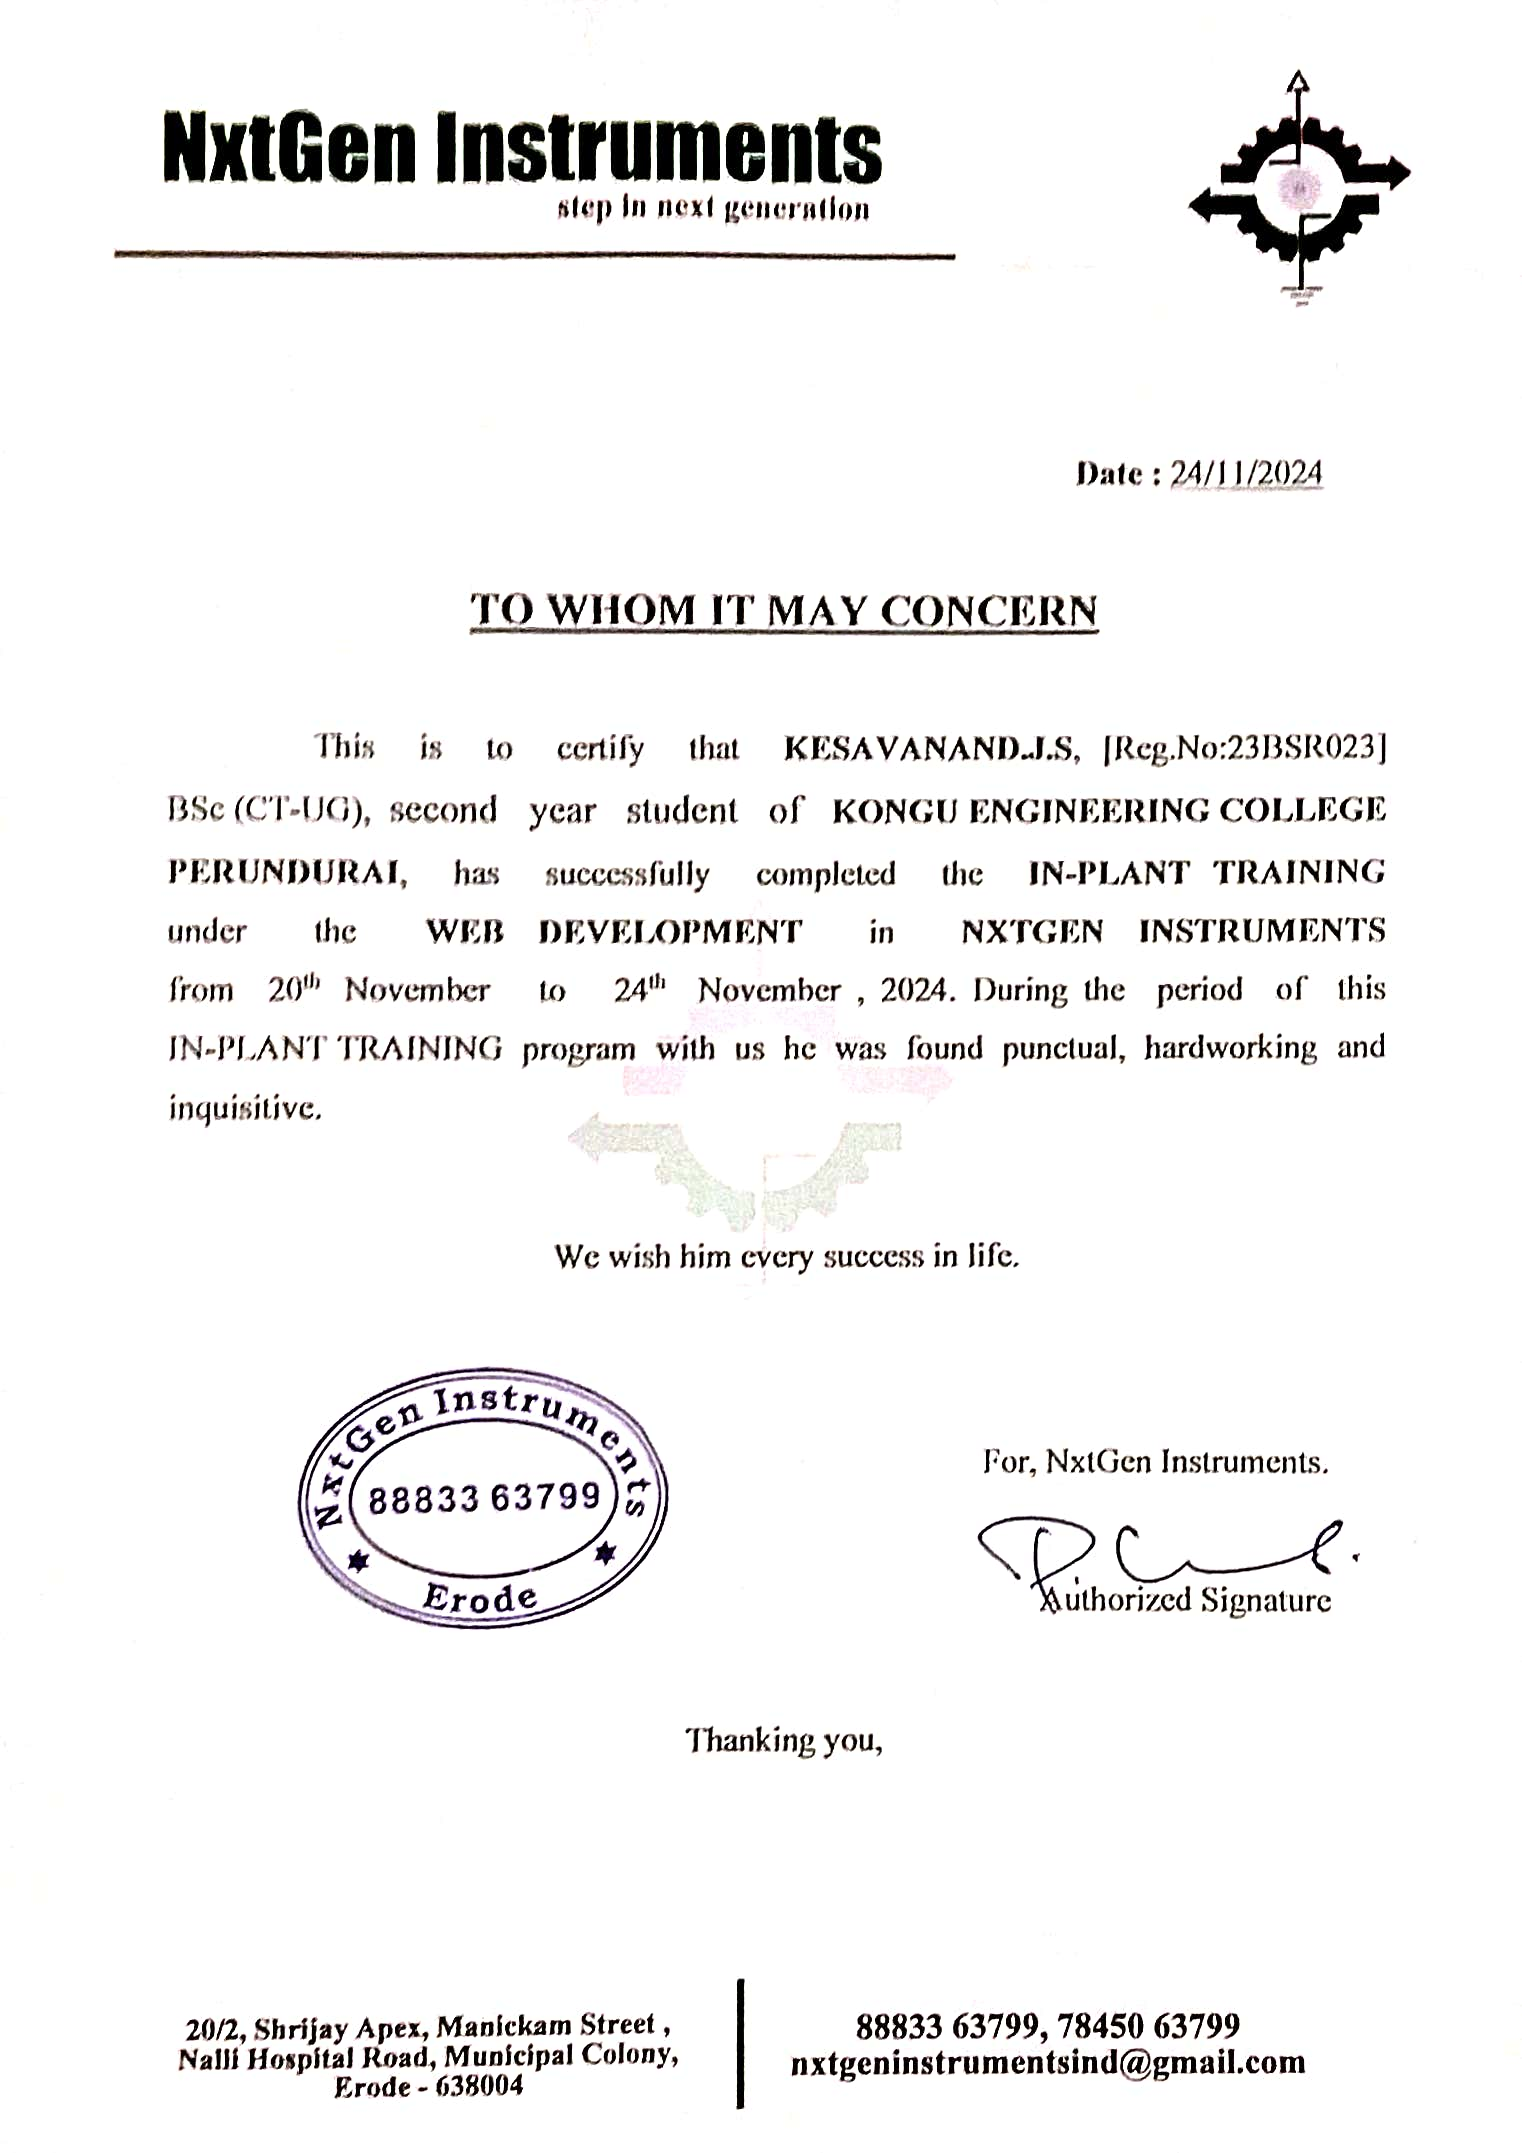 NxtGen Instruments
step in next generation
Date : 24/11/2024
TO WHOM IT MAY CONCERN
This is to certify that KESAVANAND.J.S, [Reg.No:23BSR023]
BSc (CT-UG), second year student of KONGU ENGINEERING COLLEGE
PERUNDURAI, has successfully completed the IN-PLANT TRAINING
under the WEB DEVELOPMENT in NXTGEN INSTRUMENTS
from 20th November to 24th November , 2024. During the period of this
IN-PLANT TRAINING program with us he was found punctual, hardworking and
inquisitive.
We wish him every success in life.
NxtGen Instruments
88833 63799
Erode
For, NxtGen Instruments.
Authorized Signature
Thanking you,
20/2, Shrijay Apex, Manickam Street ,
Nalli Hospital Road, Municipal Colony,
Erode - 638004
88833 63799, 78450 63799
nxtgeninstrumentsind@gmail.com